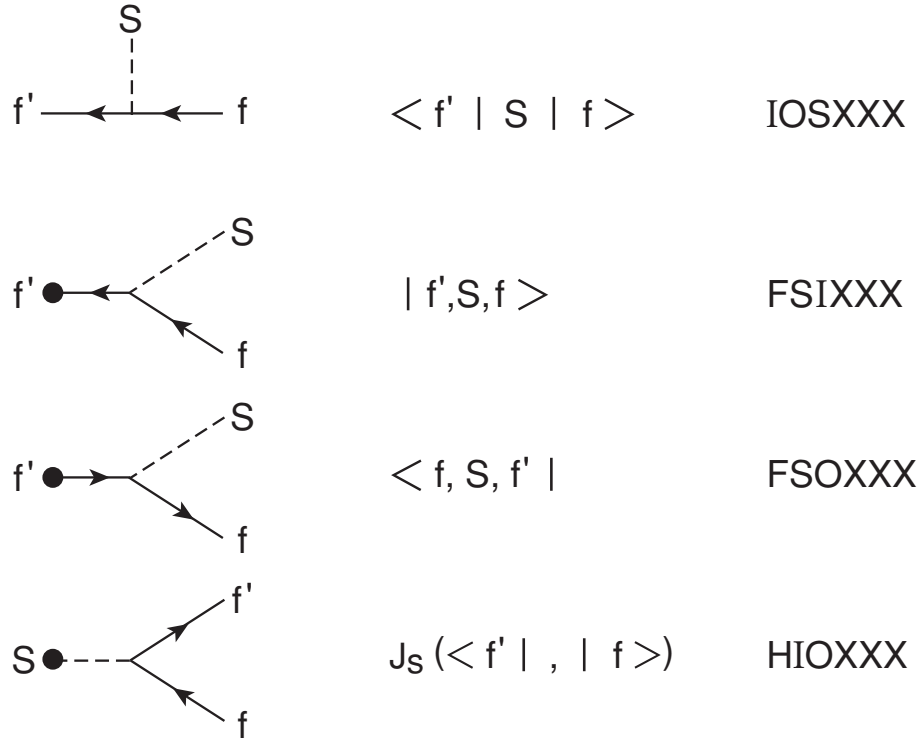 S
f' f < f' | S | f > IOSXXX
S
f' | f',S,f > FSIXXX
f
S
f' < f, S, f' | FSOXXX
f
f'
S J_S (< f' | , | f >) HIOXXX
f